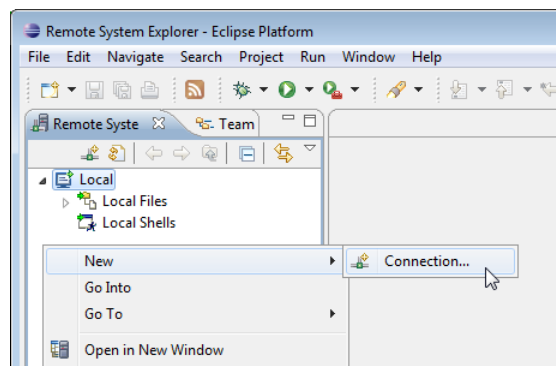 Remote System Explorer - Eclipse Platform
File Edit Navigate Search Project Run Window Help
Remote Syste Team
Local
Local Files
Local Shells
New Connection...
Go Into
Go To
Open in New Window